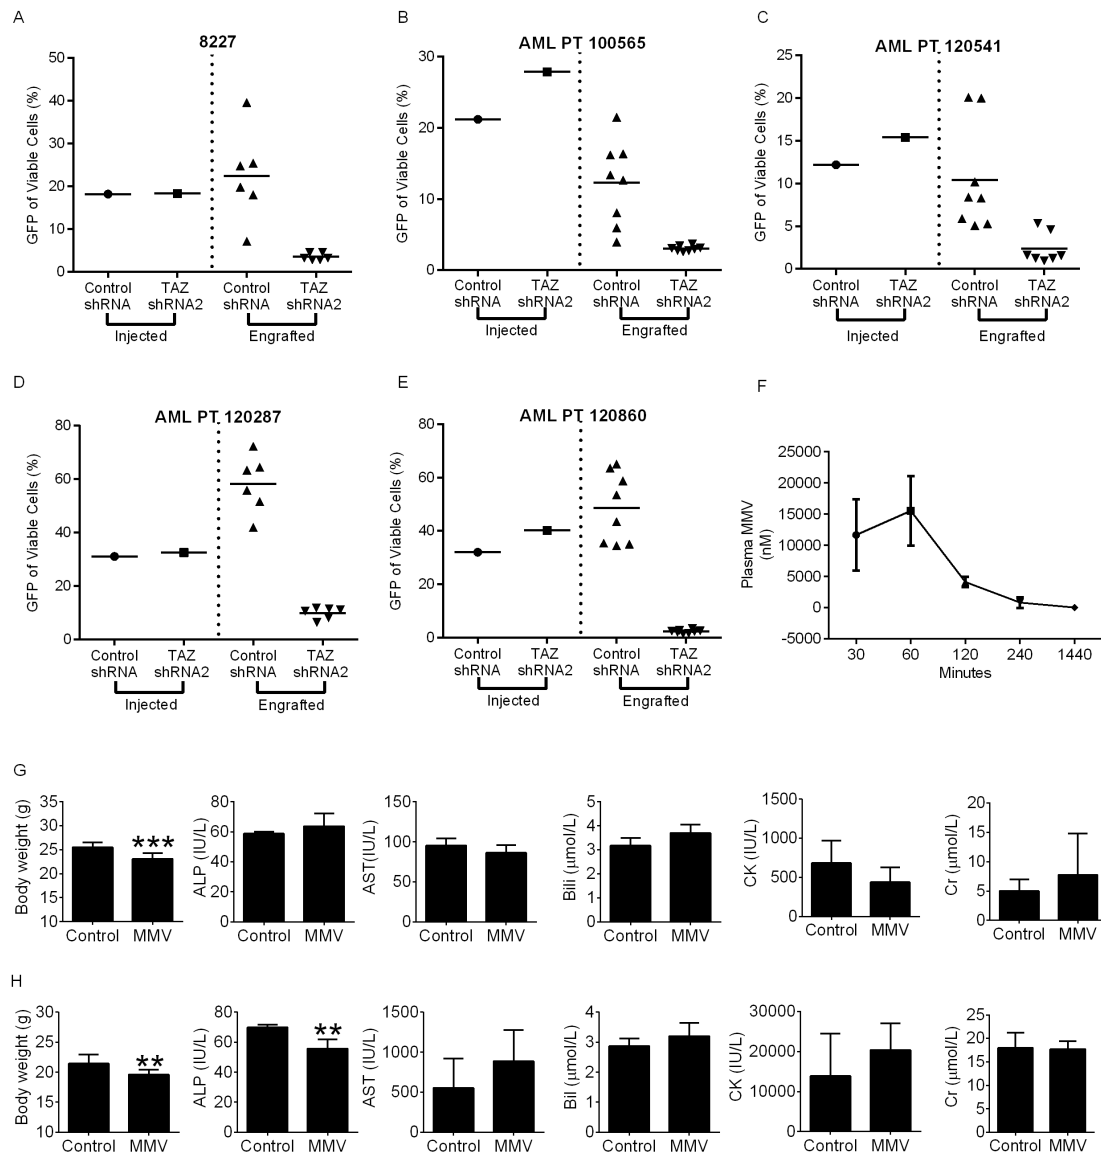 A
8227
GFP of Viable Cells (%)
50
40
30
20
10
0
Control shRNA
TAZ shRNA2
Control shRNA
TAZ shRNA2
Injected
Engrafted
B
AML PT 100565
GFP of Viable Cells (%)
30
20
10
0
Control shRNA
TAZ shRNA2
Control shRNA
TAZ shRNA2
Injected
Engrafted
C
AML PT 120541
GFP of Viable Cells (%)
25
20
15
10
5
0
Control shRNA
TAZ shRNA2
Control shRNA
TAZ shRNA2
Injected
Engrafted
D
AML PT 120287
GFP of Viable Cells (%)
80
60
40
20
0
Control shRNA
TAZ shRNA2
Control shRNA
TAZ shRNA2
Injected
Engrafted
E
AML PT 120860
GFP of Viable Cells (%)
80
60
40
20
0
Control shRNA
TAZ shRNA2
Control shRNA
TAZ shRNA2
Injected
Engrafted
F
Plasma MMV
(nM)
25000
20000
15000
10000
5000
0
-5000
30 60 120 240 1440
Minutes
G
Body weight (g)
35
30
25
20
15
10
***
Control MMV
ALP (IU/L)
80
60
40
20
0
Control MMV
AST(IU/L)
150
100
50
0
Control MMV
Bili (μmol/L)
5
4
3
2
1
0
Control MMV
CK (IU/L)
1500
1000
500
0
Control MMV
Cr (μmol/L)
20
15
10
5
0
Control MMV
H
Body weight (g)
30
25
20
15
10
**
Control MMV
ALP (IU/L)
80
60
40
20
0
**
Control MMV
AST (IU/L)
1500
1000
500
0
Control MMV
Bil (μmol/L)
4
3
2
1
0
Control MMV
CK (IU/L)
30000
20000
10000
0
Control MMV
Cr (μmol/L)
25
20
15
10
5
0
Control MMV